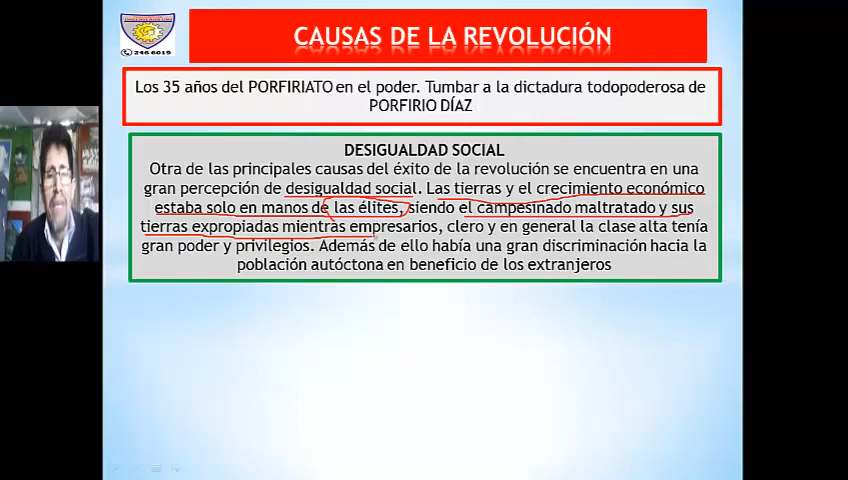 CAUSAS DE LA REVOLUCIÓN
246 6019
Los 35 años del PORFIRIATO en el poder. Tumbar a la dictadura todopoderosa de
PORFIRIO DÍAZ
DESIGUALDAD SOCIAL
Otra de las principales causas del éxito de la revolución se encuentra en una
gran percepción de desigualdad social. Las tierras y el crecimiento económico
estaba solo en manos de las élites, siendo el campesinado maltratado y sus
tierras expropiadas mientras empresarios, clero y en general la clase alta tenía
gran poder y privilegios. Además de ello había una gran discriminación hacia la
población autóctona en beneficio de los extranjeros